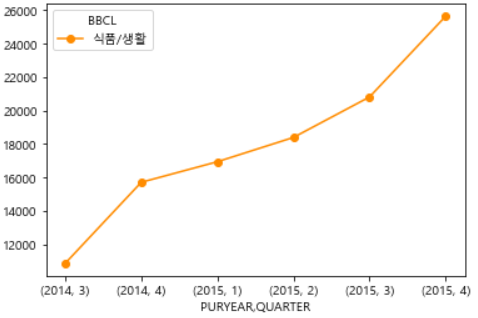 26000
24000
22000
20000
18000
16000
14000
12000
BBCL
식품/생활
(2014, 3) (2014, 4) (2015, 1) (2015, 2) (2015, 3) (2015, 4)
PURYEAR,QUARTER